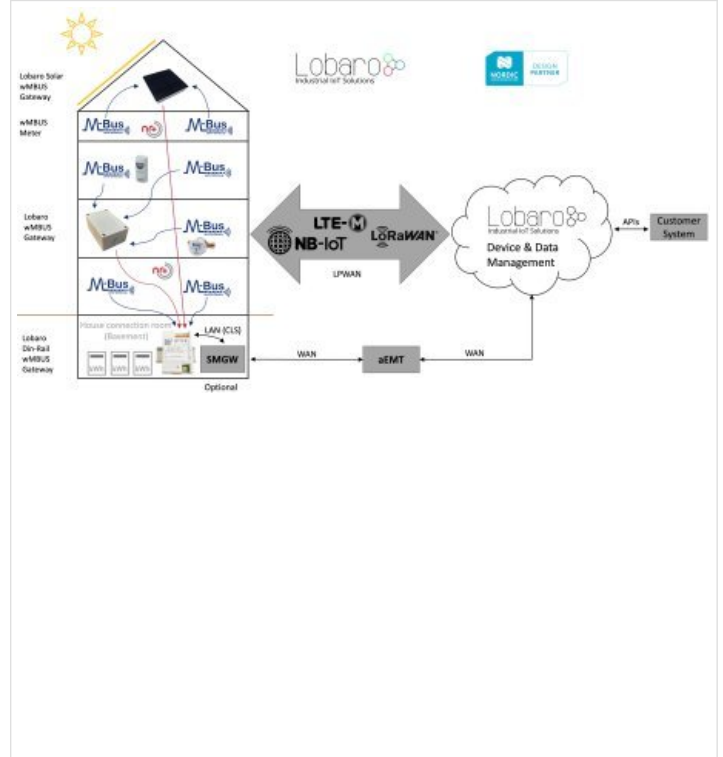 Lobaro
Industrial IoT Solutions
NORDIC
DESIGN
PARTNER
Lobaro Solar
wMBUS
Gateway
wMBUS
Meter
M-Bus
M-Bus
M-Bus
M-Bus
Lobaro
wMBUS
Gateway
M-Bus
M-Bus
M-Bus
LTE-M
NB-IoT
LoRaWAN
LPWAN
Lobaro
Industrial IoT Solutions
Device & Data
Management
APIs
Customer
System
House connection room
(Basement)
LAN (CLS)
Lobaro
Din-Rail
wMBUS
Gateway
kWh
kWh
kWh
SMGW
WAN
aEMT
WAN
Optional